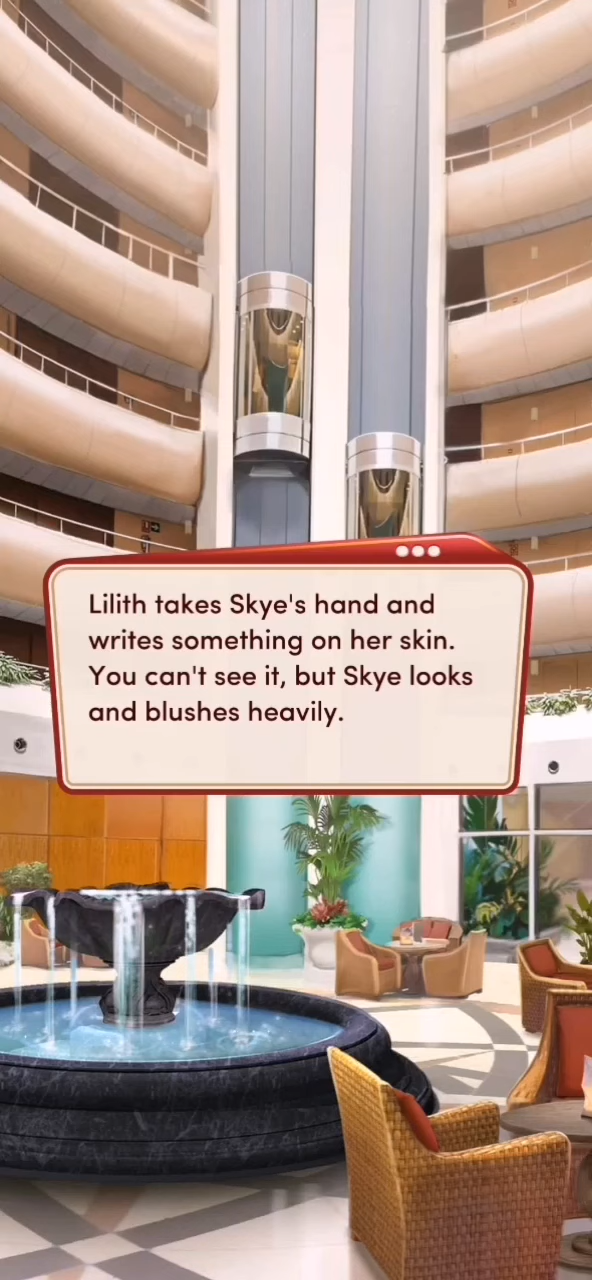 Lilith takes Skye's hand and
writes something on her skin.
You can't see it, but Skye looks
and blushes heavily.